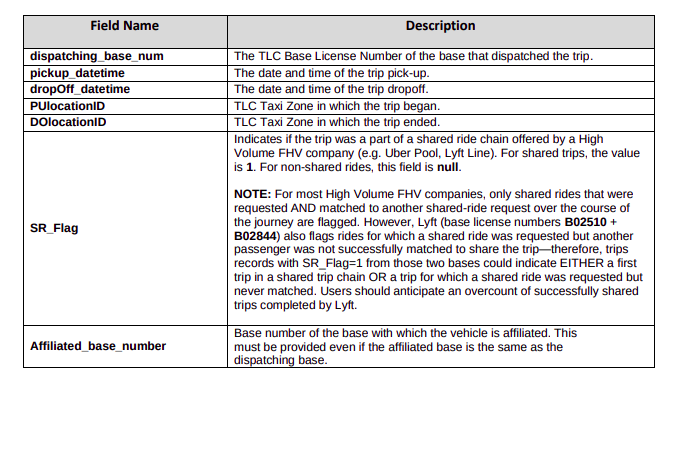 Field Name Description
dispatching_base_num The TLC Base License Number of the base that dispatched the trip.
pickup_datetime The date and time of the trip pick-up.
dropOff_datetime The date and time of the trip dropoff.
PUlocationID TLC Taxi Zone in which the trip began.
DOlocationID TLC Taxi Zone in which the trip ended.
SR_Flag
Indicates if the trip was a part of a shared ride chain offered by a High
Volume FHV company (e.g. Uber Pool, Lyft Line). For shared trips, the value
is 1. For non-shared rides, this field is null.
NOTE: For most High Volume FHV companies, only shared rides that were
requested AND matched to another shared-ride request over the course of
the journey are flagged. However, Lyft (base license numbers B02510 +
B02844) also flags rides for which a shared ride was requested but another
passenger was not successfully matched to share the trip—therefore, trips
records with SR_Flag=1 from those two bases could indicate EITHER a first
trip in a shared trip chain OR a trip for which a shared ride was requested but
never matched. Users should anticipate an overcount of successfully shared
trips completed by Lyft.
Affiliated_base_number
Base number of the base with which the vehicle is affiliated. This
must be provided even if the affiliated base is the same as the
dispatching base.